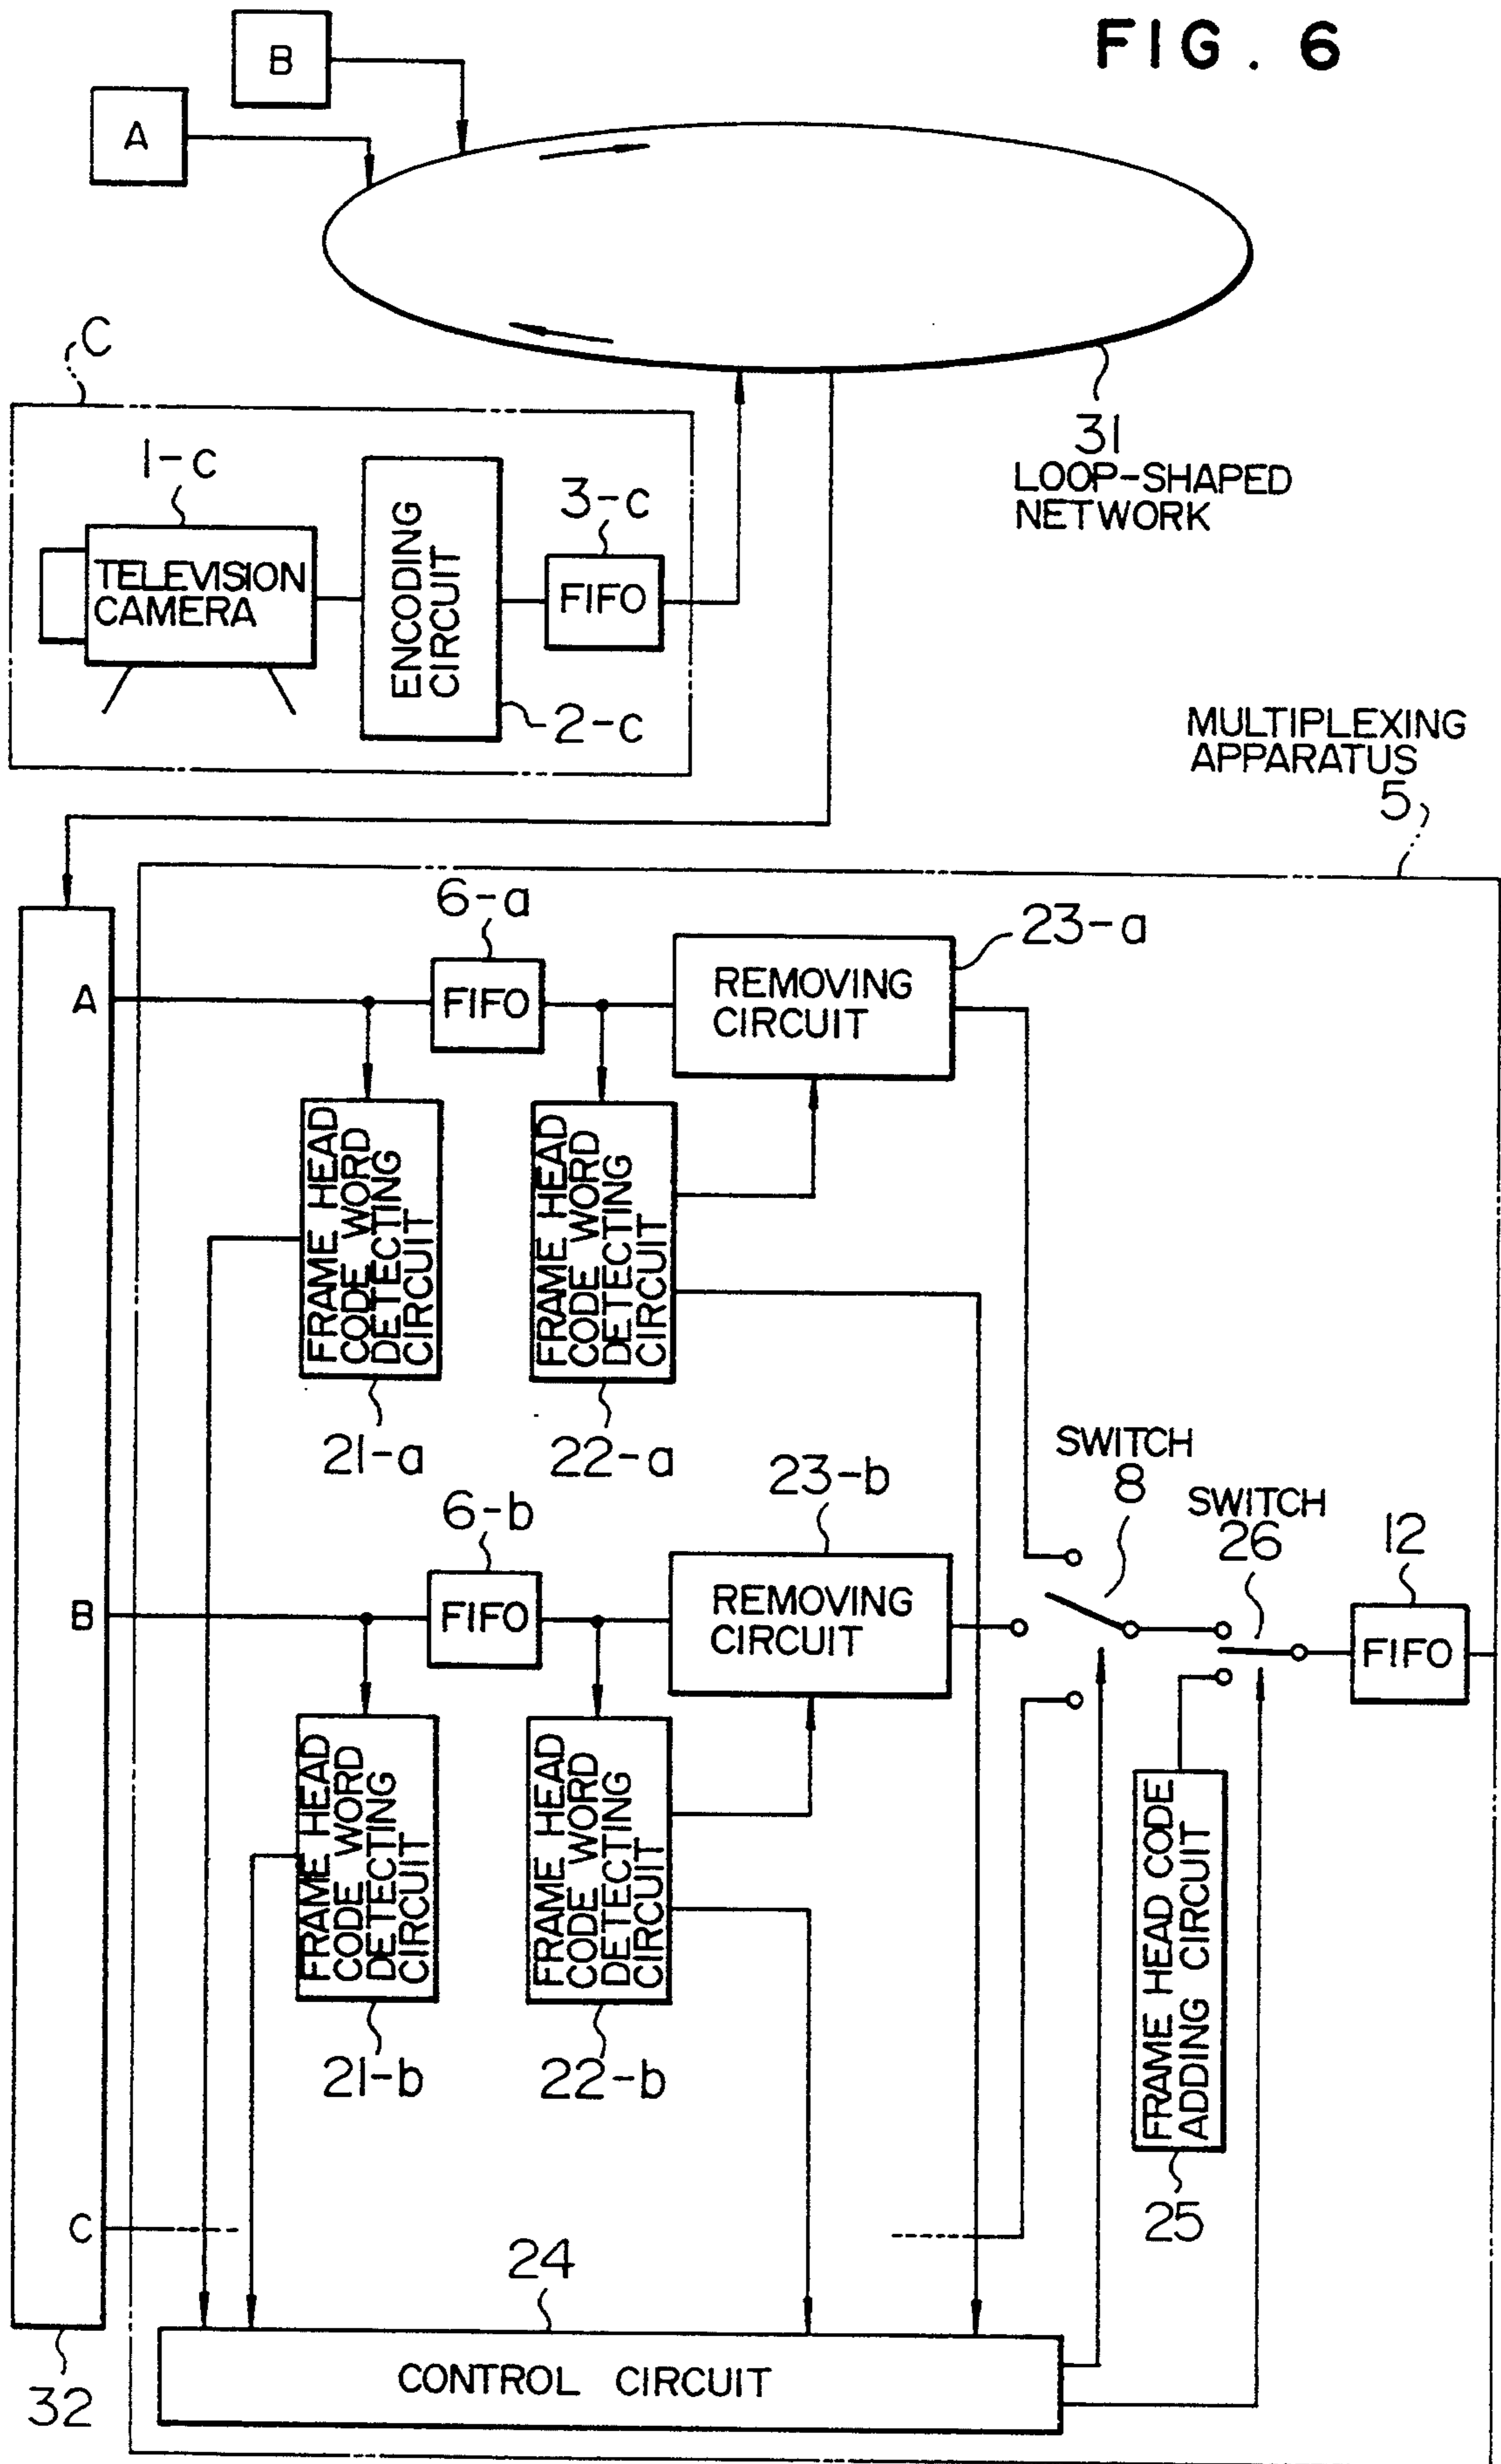 FIG. 6
B
A
C
1-c
TELEVISION
CAMERA
ENCODING
CIRCUIT
2-c
3-c
FIFO
31
LOOP-SHAPED
NETWORK
MULTIPLEXING
APPARATUS
5
A
6-a
FIFO
23-a
REMOVING
CIRCUIT
FRAME HEAD
CODE WORD
DETECTING
CIRCUIT
21-a
FRAME HEAD
CODE WORD
DETECTING
CIRCUIT
22-a
B
6-b
FIFO
23-b
REMOVING
CIRCUIT
SWITCH
8
SWITCH
26
12
FIFO
FRAME HEAD
CODE WORD
DETECTING
CIRCUIT
21-b
FRAME HEAD
CODE WORD
DETECTING
CIRCUIT
22-b
FRAME HEAD CODE
ADDING CIRCUIT
25
C
24
CONTROL CIRCUIT
32